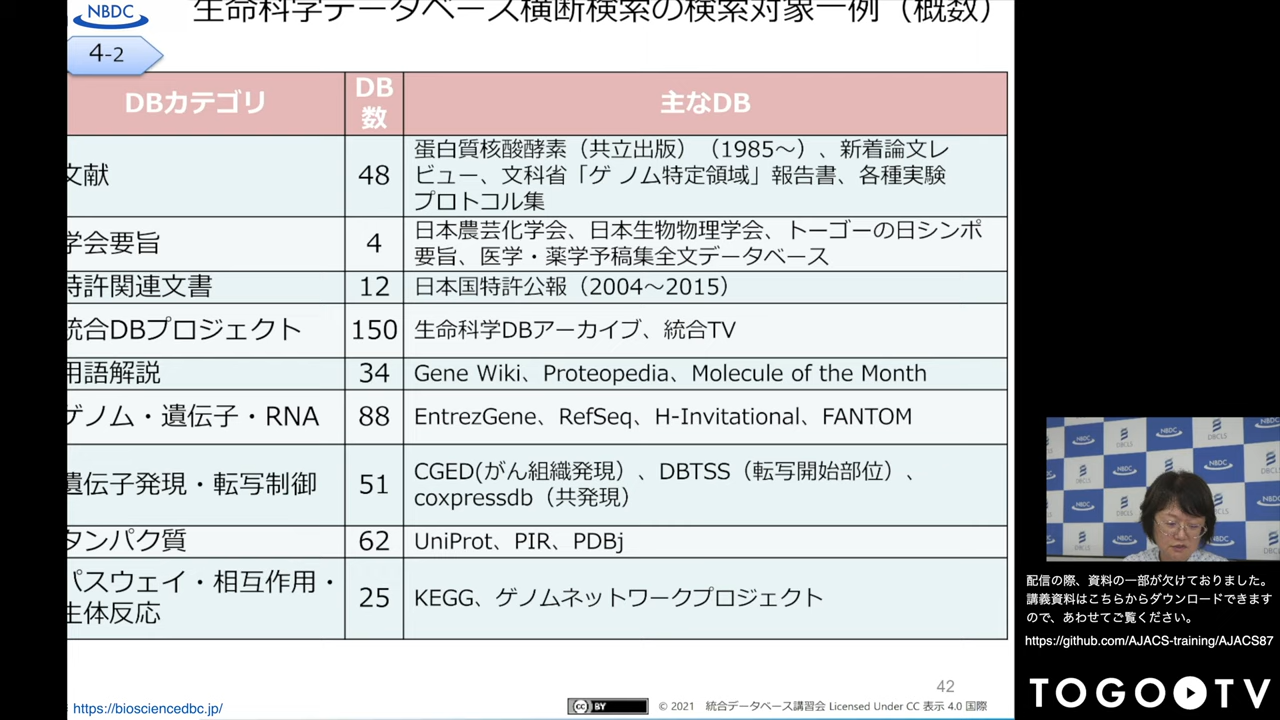 NBDC
生命科学データベース横断検索の検索対象一例（概数）
4-2
DBカテゴリ
DB
数
主なDB
文献
48
蛋白質核酸酵素（共立出版）（1985～）、新着論文レ
ビュー、文科省「ゲ ノム特定領域」報告書、各種実験
プロトコル集
学会要旨
4
日本農芸化学会、日本生物物理学会、トーゴーの日シンポ
要旨、医学・薬学予稿集全文データベース
特許関連文書
12
日本国特許公報（2004～2015）
統合DBプロジェクト
150
生命科学DBアーカイブ、統合TV
用語解説
34
Gene Wiki、Proteopedia、Molecule of the Month
ゲノム・遺伝子・RNA
88
EntrezGene、RefSeq、H-Invitational、FANTOM
遺伝子発現・転写制御
51
CGED(がん組織発現）、DBTSS（転写開始部位）、
coxpressdb（共発現）
タンパク質
62
UniProt、PIR、PDBj
パスウェイ・相互作用・
生体反応
25
KEGG、ゲノムネットワークプロジェクト
42
https://biosciencedbc.jp/
CC BY
© 2021 統合データベース講習会 Licensed Under CC 表示 4.0 国際
NBDC
DBCLS
配信の際、資料の一部が欠けておりました。
講義資料はこちらからダウンロードできます
ので、あわせてご覧ください。
https://github.com/AJACS-training/AJACS87
TOGO TV